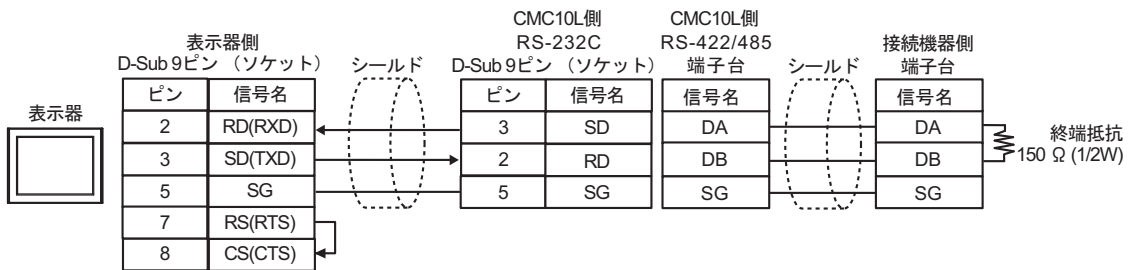 表示器
表示器側
D-Sub 9ピン （ソケット）
ピン 信号名
2 RD(RXD)
3 SD(TXD)
5 SG
7 RS(RTS)
8 CS(CTS)
シールド
CMC10L側
RS-232C
D-Sub 9ピン （ソケット）
ピン 信号名
3 SD
2 RD
5 SG
CMC10L側
RS-422/485
端子台
信号名
DA
DB
SG
シールド
接続機器側
端子台
信号名
DA
DB
SG
終端抵抗
150 Ω (1/2W)